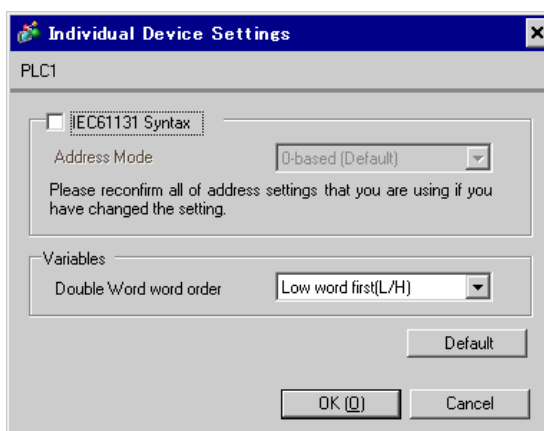 Individual Device Settings
PLC1
IEC61131 Syntax
Address Mode 0-based (Default)
Please reconfirm all of address settings that you are using if you
have changed the setting.
Variables
Double Word word order Low word first(L/H)
Default
OK (O) Cancel